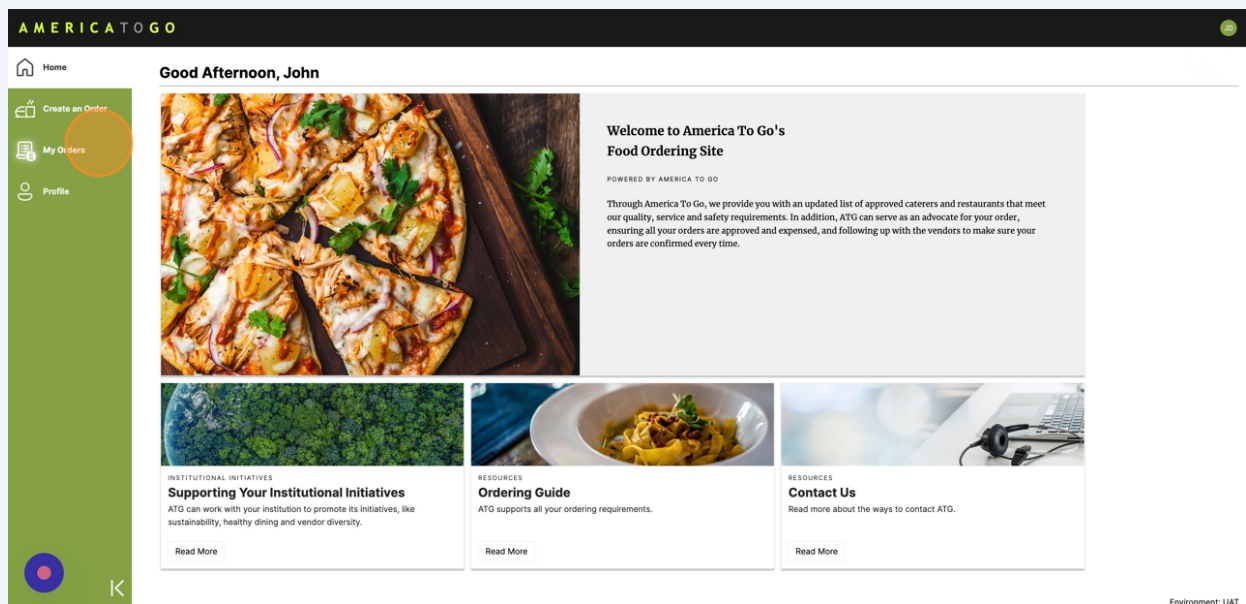 AMERICATOGO
JD
Home
Create an Order
My Orders
Profile
Good Afternoon, John
Welcome to America To Go's
Food Ordering Site
POWERED BY AMERICA TO GO
Through America To Go, we provide you with an updated list of approved caterers and restaurants that meet
our quality, service and safety requirements. In addition, ATG can serve as an advocate for your order,
ensuring all your orders are approved and expensed, and following up with the vendors to make sure your
orders are confirmed every time.
INSTITUTIONAL INITIATIVES
Supporting Your Institutional Initiatives
ATG can work with your institution to promote its initiatives, like
sustainability, healthy dining and vendor diversity.
Read More
RESOURCES
Ordering Guide
ATG supports all your ordering requirements.
Read More
RESOURCES
Contact Us
Read more about the ways to contact ATG.
Read More
Environment: UAT